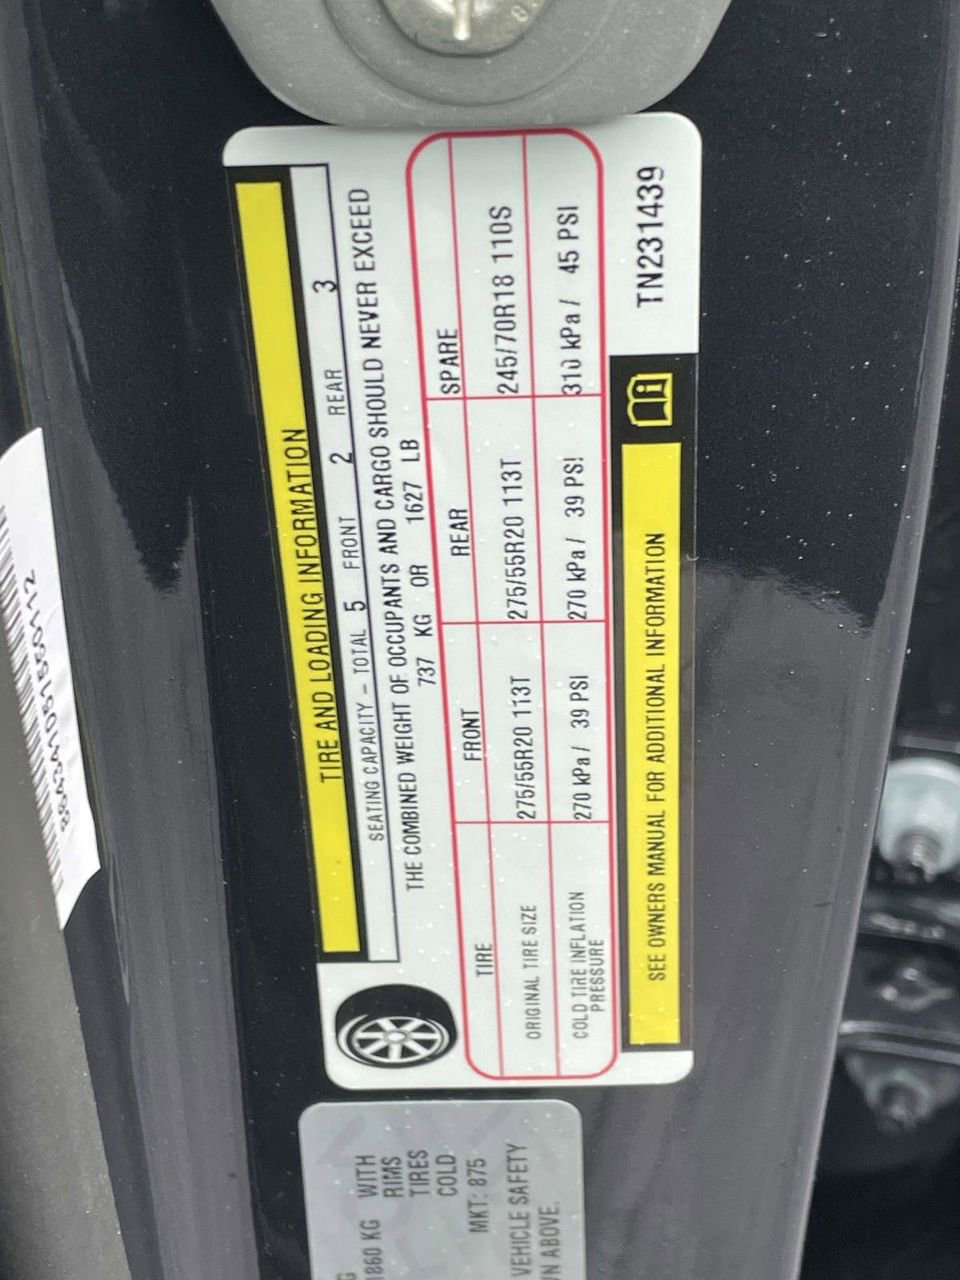 TIRE AND LOADING INFORMATION
SEATING CAPACITY – TOTAL 5 FRONT 2 REAR 3
THE COMBINED WEIGHT OF OCCUPANTS AND CARGO SHOULD NEVER EXCEED
737 KG OR 1627 LB
TIRE FRONT REAR SPARE
ORIGINAL TIRE SIZE 275/55R20 113T 275/55R20 113T 245/70R18 110S
COLD TIRE INFLATION PRESSURE 270 kPa / 39 PSI 270 kPa / 39 PSI 310 kPa / 45 PSI
SEE OWNERS MANUAL FOR ADDITIONAL INFORMATION
TN231439
1860 KG WITH
RIMS
TIRES
COLD
MKT: 875
VEHICLE SAFETY
ABOVE.